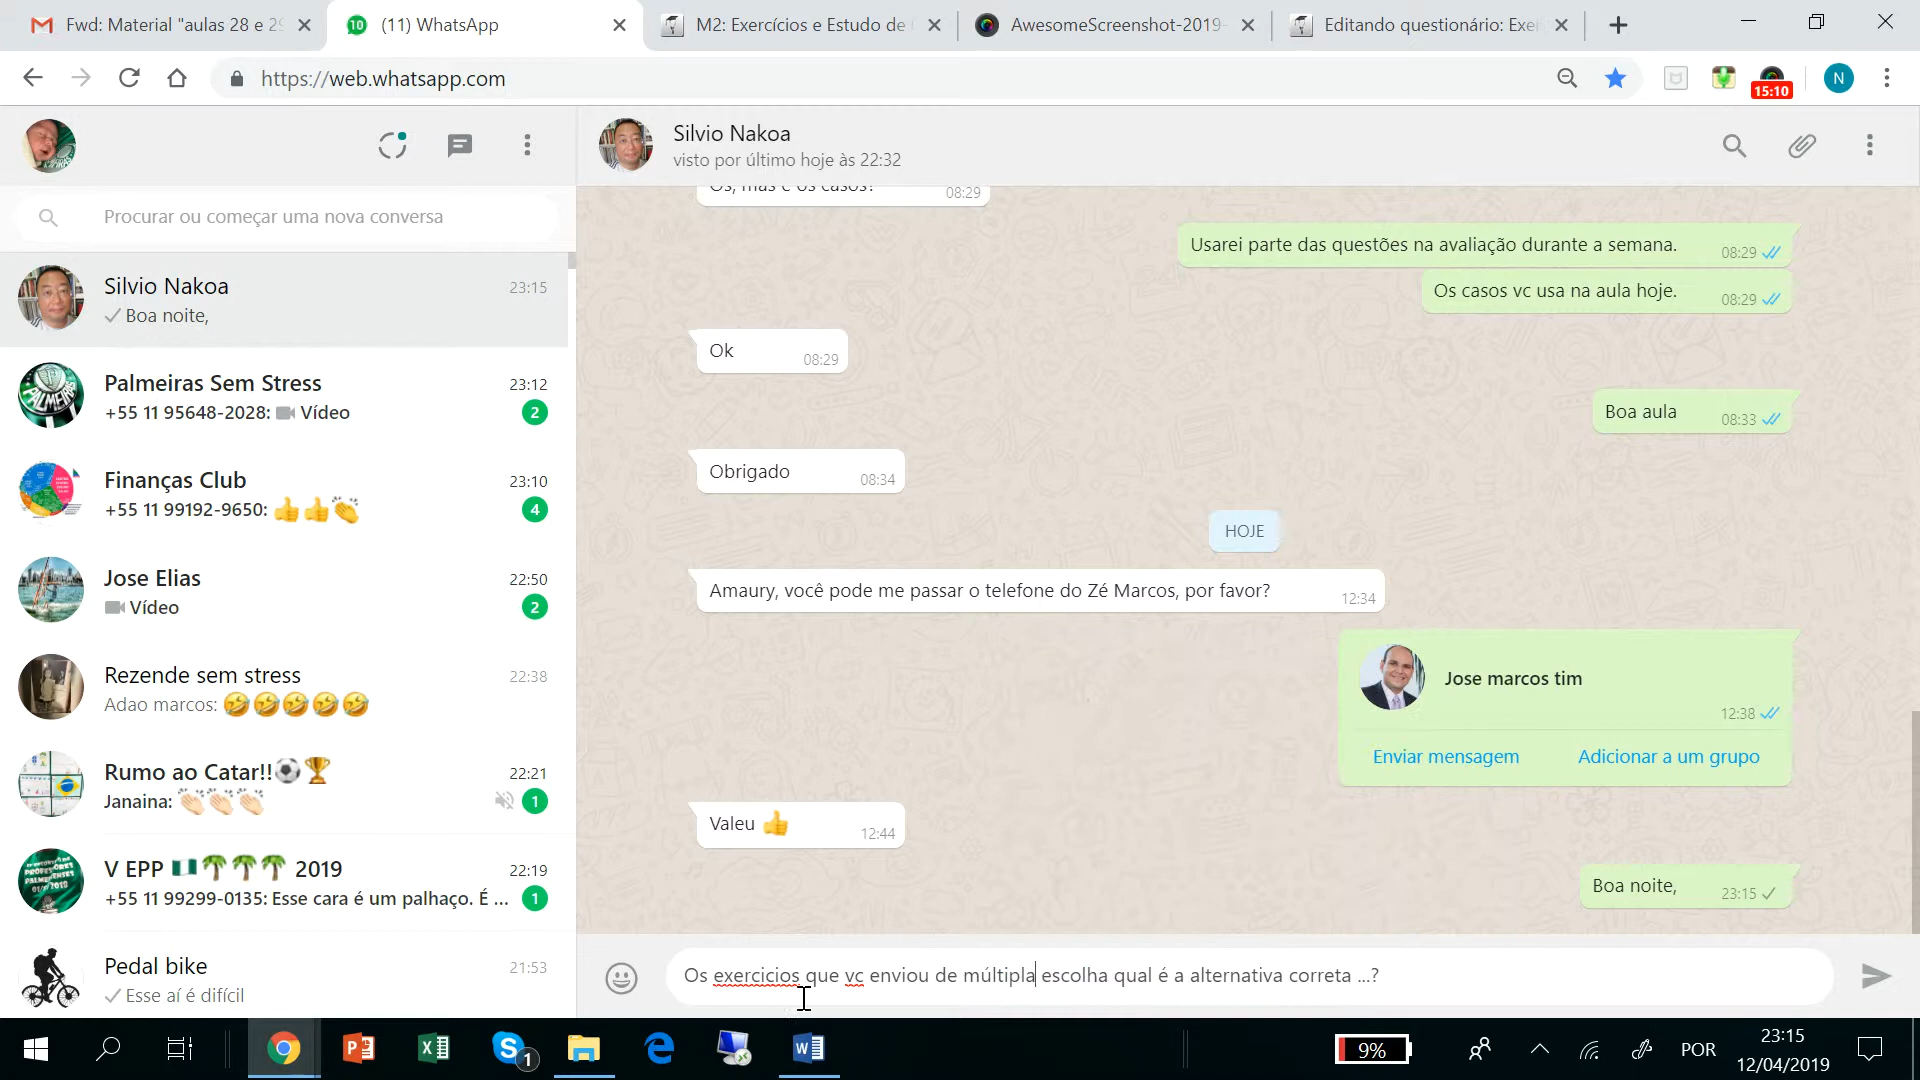 Fwd: Material "aulas 28 e 29
(11) WhatsApp
M2: Exercícios e Estudo de
AwesomeScreenshot-2019-
Editando questionário: Exer
https://web.whatsapp.com
N
15:10
Procurar ou começar uma nova conversa
Silvio Nakoa
23:15
Boa noite,
Palmeiras Sem Stress
23:12
+55 11 95648-2028: Vídeo
2
Finanças Club
23:10
+55 11 99192-9650: 👍👍👏
4
Jose Elias
22:50
Vídeo
2
Rezende sem stress
22:38
Adao marcos: 🤣🤣🤣🤣🤣
Rumo ao Catar!!⚽🏆
22:21
Janaina: 👏🏻👏🏻👏🏻
1
V EPP 🇳🇬🌴🌴🌴 2019
22:19
+55 11 99299-0135: Esse cara é um palhaço. É ...
1
Pedal bike
21:53
Esse aí é difícil
Silvio Nakoa
visto por último hoje às 22:32
Os, mas e os casos?
08:29
Usarei parte das questões na avaliação durante a semana.
08:29
Os casos vc usa na aula hoje.
08:29
Ok
08:29
Boa aula
08:33
Obrigado
08:34
HOJE
Amaury, você pode me passar o telefone do Zé Marcos, por favor?
12:34
Jose marcos tim
12:38
Enviar mensagem Adicionar a um grupo
Valeu 👍
12:44
Boa noite,
23:15
Os exercicios que vc enviou de múltipla escolha qual é a alternativa correta ...?
1
9%
POR
23:15
12/04/2019